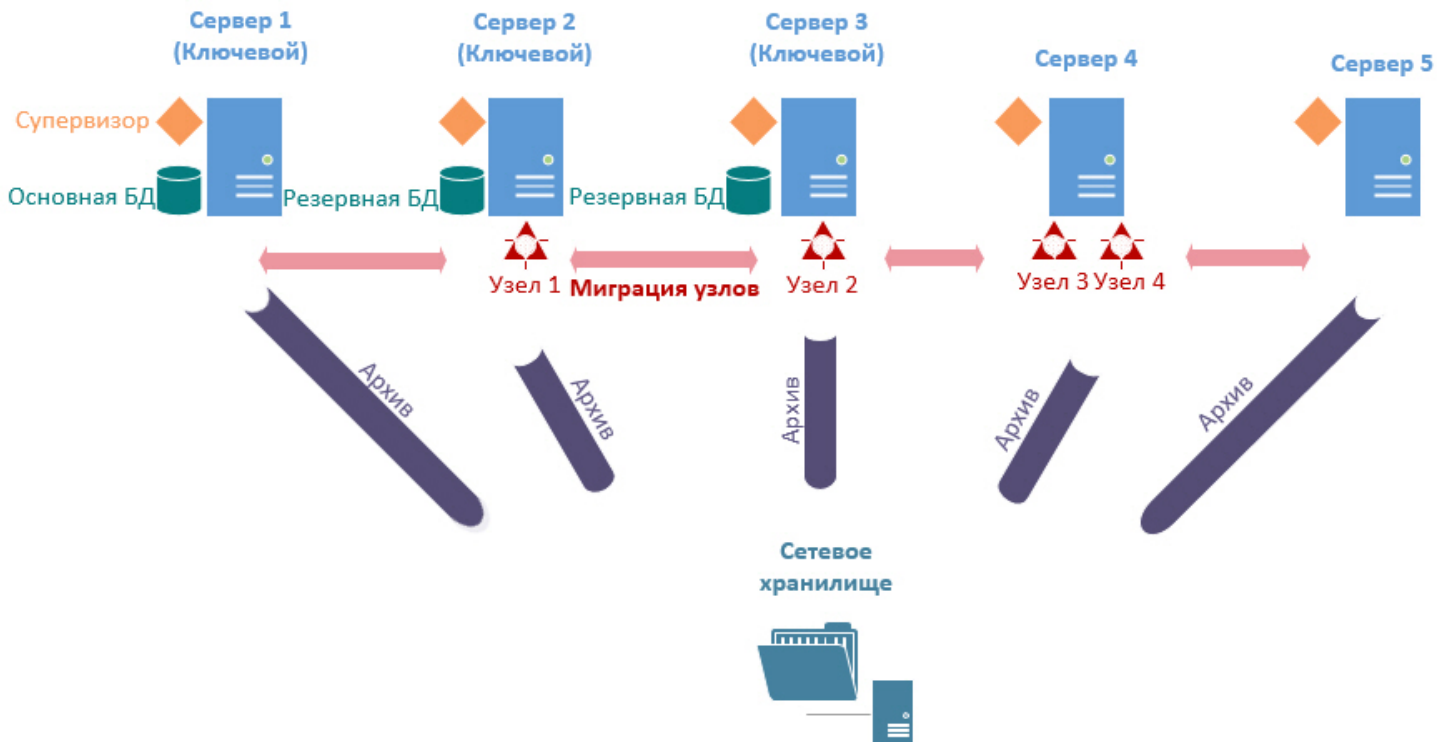 Сервер 1
(Ключевой)
Сервер 2
(Ключевой)
Сервер 3
(Ключевой)
Сервер 4
Сервер 5
Супервизор
Основная БД
Резервная БД
Резервная БД
Узел 1
Миграция узлов
Узел 2
Узел 3
Узел 4
Архив
Архив
Архив
Архив
Архив
Сетевое
хранилище